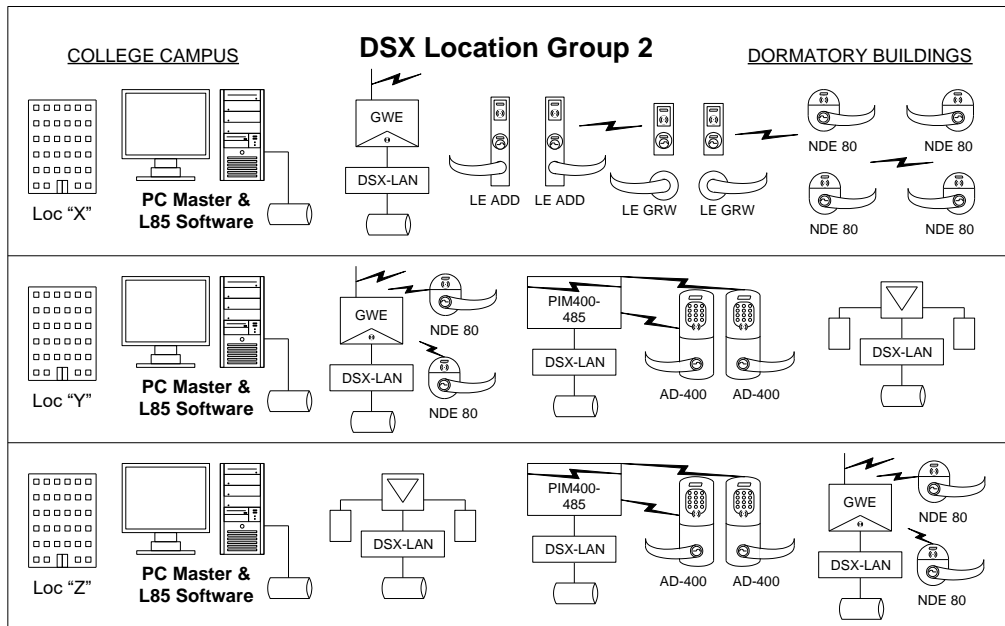 DSX Location Group 2
COLLEGE CAMPUS
DORMATORY BUILDINGS
GWE
DSX-LAN
Loc “X”
PC Master &
L85 Software
LE ADD
LE ADD
LE GRW
LE GRW
NDE 80
NDE 80
NDE 80
NDE 80
GWE
DSX-LAN
NDE 80
NDE 80
PIM400-
485
DSX-LAN
AD-400
AD-400
DSX-LAN
Loc “Y”
PC Master &
L85 Software
DSX-LAN
PIM400-
485
DSX-LAN
AD-400
AD-400
GWE
DSX-LAN
NDE 80
NDE 80
Loc “Z”
PC Master &
L85 Software